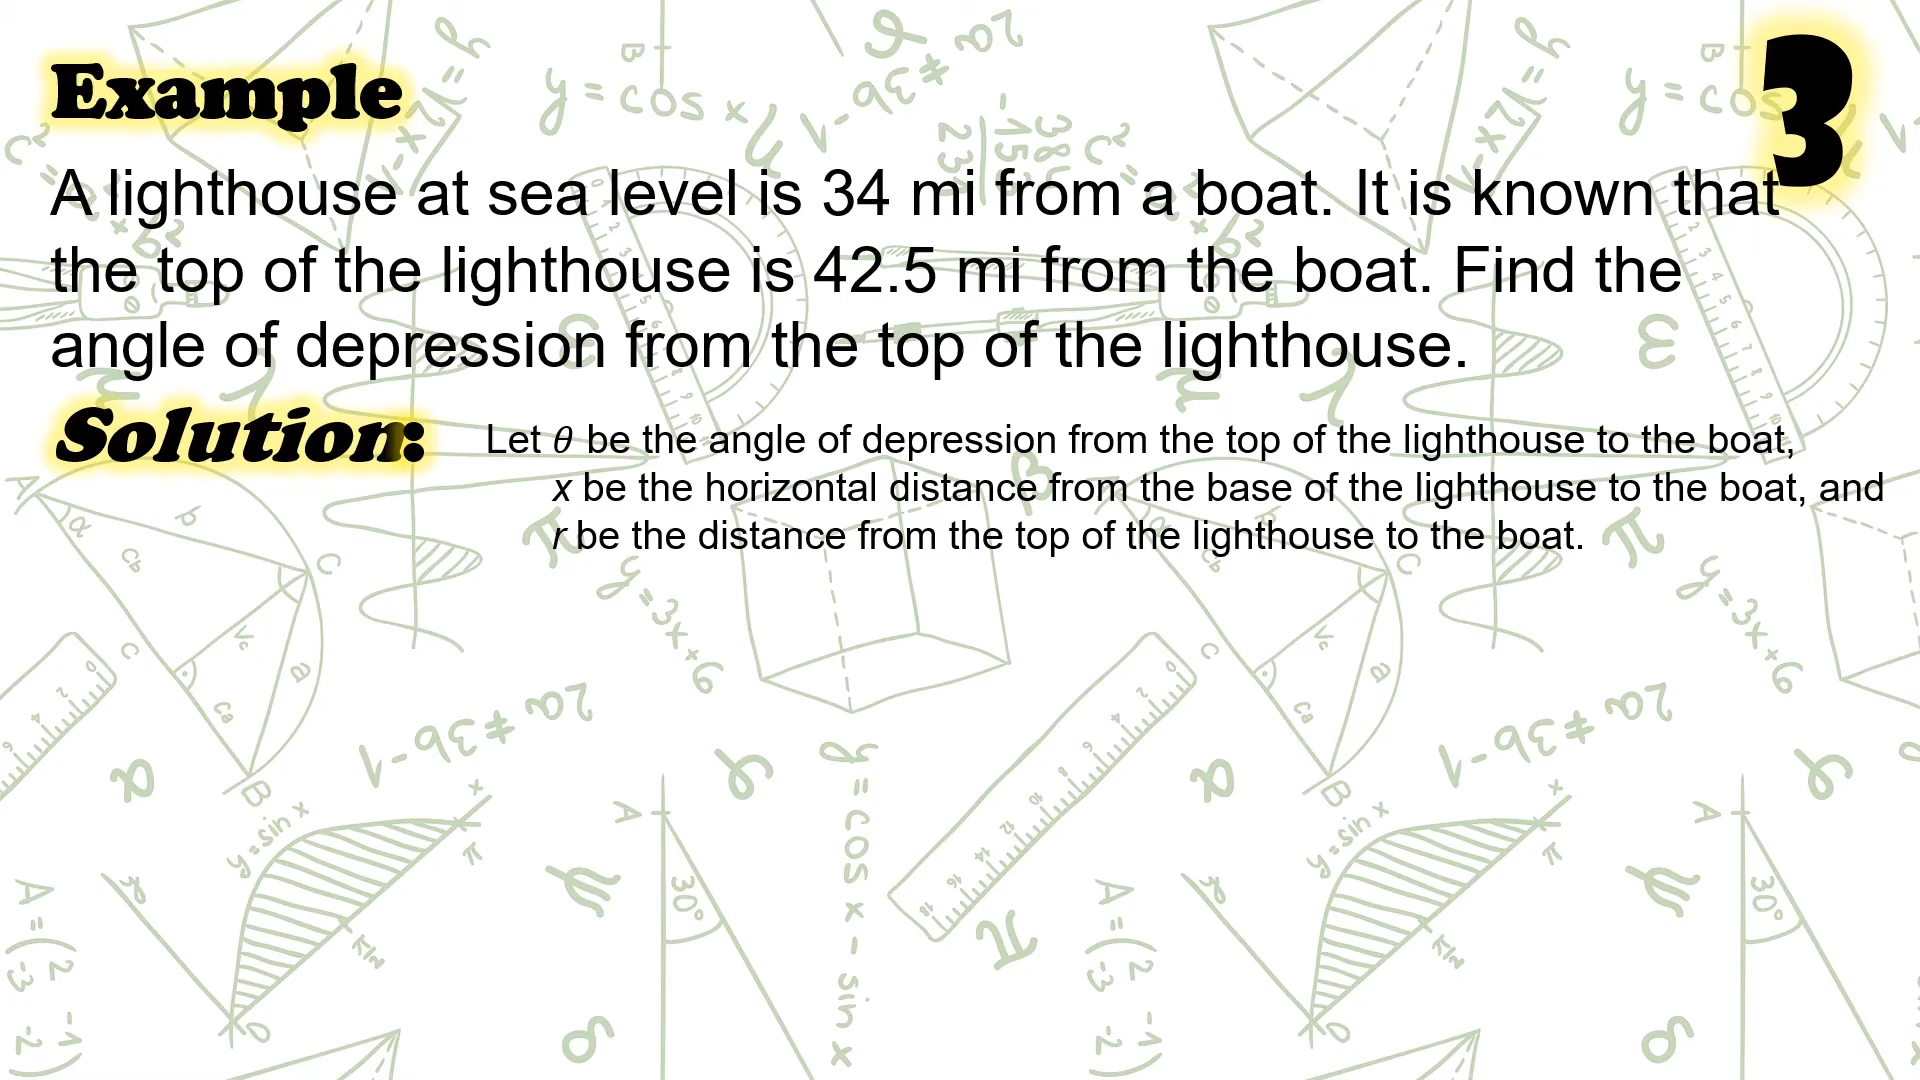 Example
3
A lighthouse at sea level is 34 mi from a boat. It is known that
the top of the lighthouse is 42.5 mi from the boat. Find the
angle of depression from the top of the lighthouse.
Solution:
Let θ be the angle of depression from the top of the lighthouse to the boat,
x be the horizontal distance from the base of the lighthouse to the boat, and
r be the distance from the top of the lighthouse to the boat.